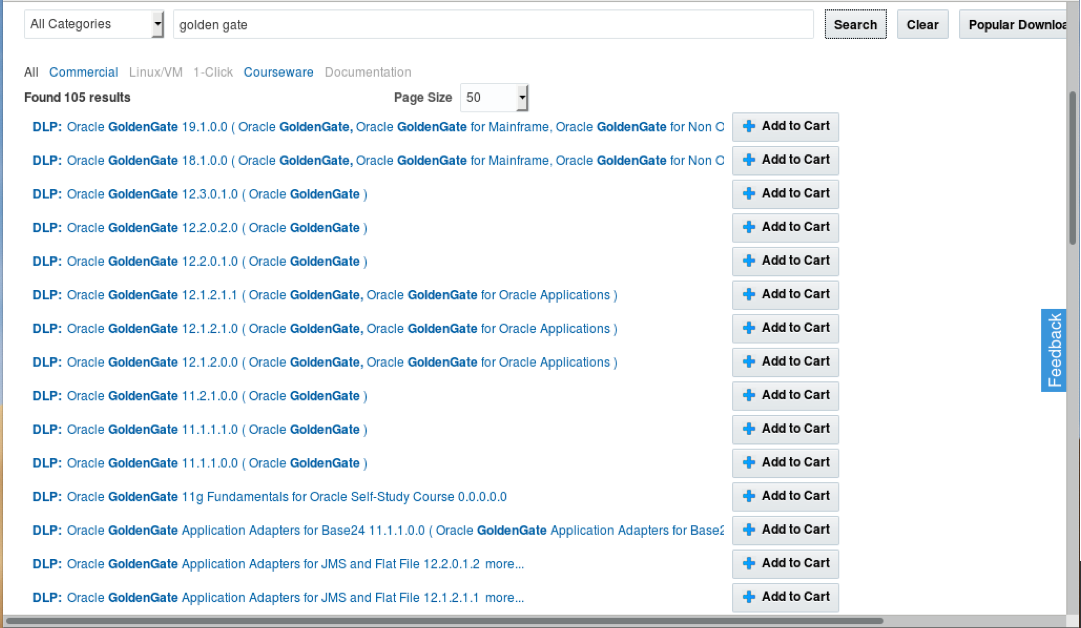 All Categories golden gate Search Clear Popular Downloa
All Commercial Linux/VM 1-Click Courseware Documentation
Found 105 results Page Size 50
DLP: Oracle GoldenGate 19.1.0.0 ( Oracle GoldenGate, Oracle GoldenGate for Mainframe, Oracle GoldenGate for Non O Add to Cart
DLP: Oracle GoldenGate 18.1.0.0 ( Oracle GoldenGate, Oracle GoldenGate for Mainframe, Oracle GoldenGate for Non O Add to Cart
DLP: Oracle GoldenGate 12.3.0.1.0 ( Oracle GoldenGate ) Add to Cart
DLP: Oracle GoldenGate 12.2.0.2.0 ( Oracle GoldenGate ) Add to Cart
DLP: Oracle GoldenGate 12.2.0.1.0 ( Oracle GoldenGate ) Add to Cart
DLP: Oracle GoldenGate 12.1.2.1.1 ( Oracle GoldenGate, Oracle GoldenGate for Oracle Applications ) Add to Cart
DLP: Oracle GoldenGate 12.1.2.1.0 ( Oracle GoldenGate, Oracle GoldenGate for Oracle Applications ) Add to Cart
DLP: Oracle GoldenGate 12.1.2.0.0 ( Oracle GoldenGate, Oracle GoldenGate for Oracle Applications ) Add to Cart
DLP: Oracle GoldenGate 11.2.1.0.0 ( Oracle GoldenGate ) Add to Cart
DLP: Oracle GoldenGate 11.1.1.1.0 ( Oracle GoldenGate ) Add to Cart
DLP: Oracle GoldenGate 11.1.1.0.0 ( Oracle GoldenGate ) Add to Cart
DLP: Oracle GoldenGate 11g Fundamentals for Oracle Self-Study Course 0.0.0.0.0 Add to Cart
DLP: Oracle GoldenGate Application Adapters for Base24 11.1.1.0.0 ( Oracle GoldenGate Application Adapters for Base2 Add to Cart
DLP: Oracle GoldenGate Application Adapters for JMS and Flat File 12.2.0.1.2 more... Add to Cart
DLP: Oracle GoldenGate Application Adapters for JMS and Flat File 12.1.2.1.1 more... Add to Cart
Feedback